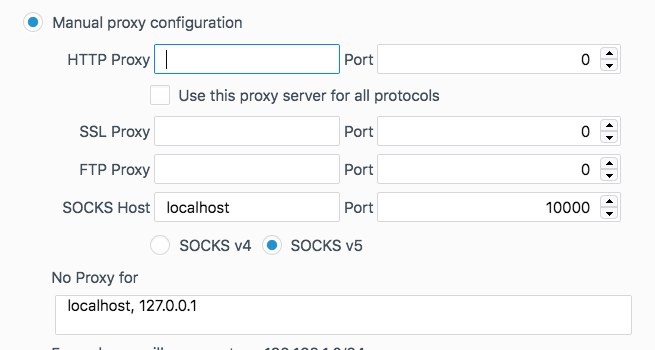 Manual proxy configuration
HTTP Proxy Port 0
Use this proxy server for all protocols
SSL Proxy Port 0
FTP Proxy Port 0
SOCKS Host localhost Port 10000
SOCKS v4 SOCKS v5
No Proxy for
localhost, 127.0.0.1